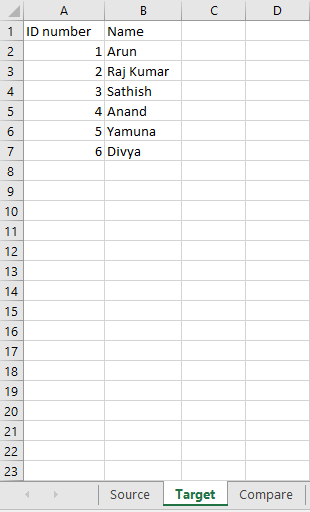 A B C D
1 ID number Name
2 1 Arun
3 2 Raj Kumar
4 3 Sathish
5 4 Anand
6 5 Yamuna
7 6 Divya
8
9
10
11
12
13
14
15
16
17
18
19
20
21
22
23
Source Target Compare